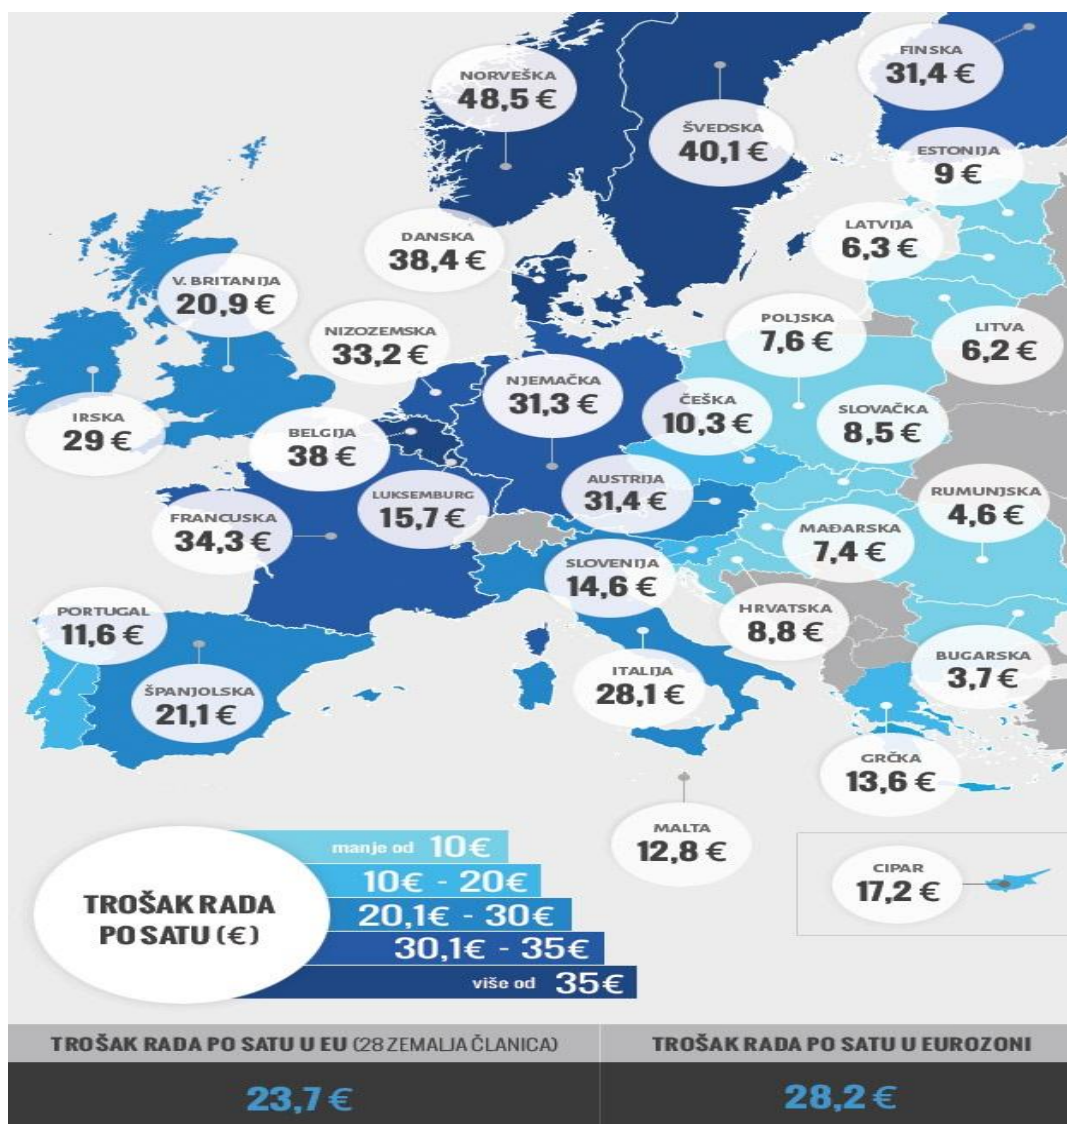 FINSKA
31,4 €
NORVEŠKA
48,5 €
ŠVEDSKA
40,1 €
ESTONIJA
9 €
LATVIJA
6,3 €
DANSKA
38,4 €
V. BRITANIJA
20,9 €
NIZOZEMSKA
33,2 €
POLJSKA
7,6 €
LITVA
6,2 €
NJEMAČKA
31,3 €
ČEŠKA
10,3 €
SLOVAČKA
8,5 €
IRSKA
29 €
BELGIJA
38 €
LUKSEMBURG
15,7 €
AUSTRIJA
31,4 €
RUMUNJSKA
4,6 €
FRANCUSKA
34,3 €
MAĐARSKA
7,4 €
SLOVENIJA
14,6 €
PORTUGAL
11,6 €
HRVATSKA
8,8 €
BUGARSKA
3,7 €
ŠPANJOLSKA
21,1 €
ITALIJA
28,1 €
GRČKA
13,6 €
MALTA
12,8 €
CIPAR
17,2 €
TROŠAK RADA
PO SATU (€)
manje od 10€
10€ - 20€
20,1€ - 30€
30,1€ - 35€
više od 35€
TROŠAK RADA PO SATU U EU (28 ZEMALJA ČLANICA)
23,7 €
TROŠAK RADA PO SATU U EUROZONI
28,2 €